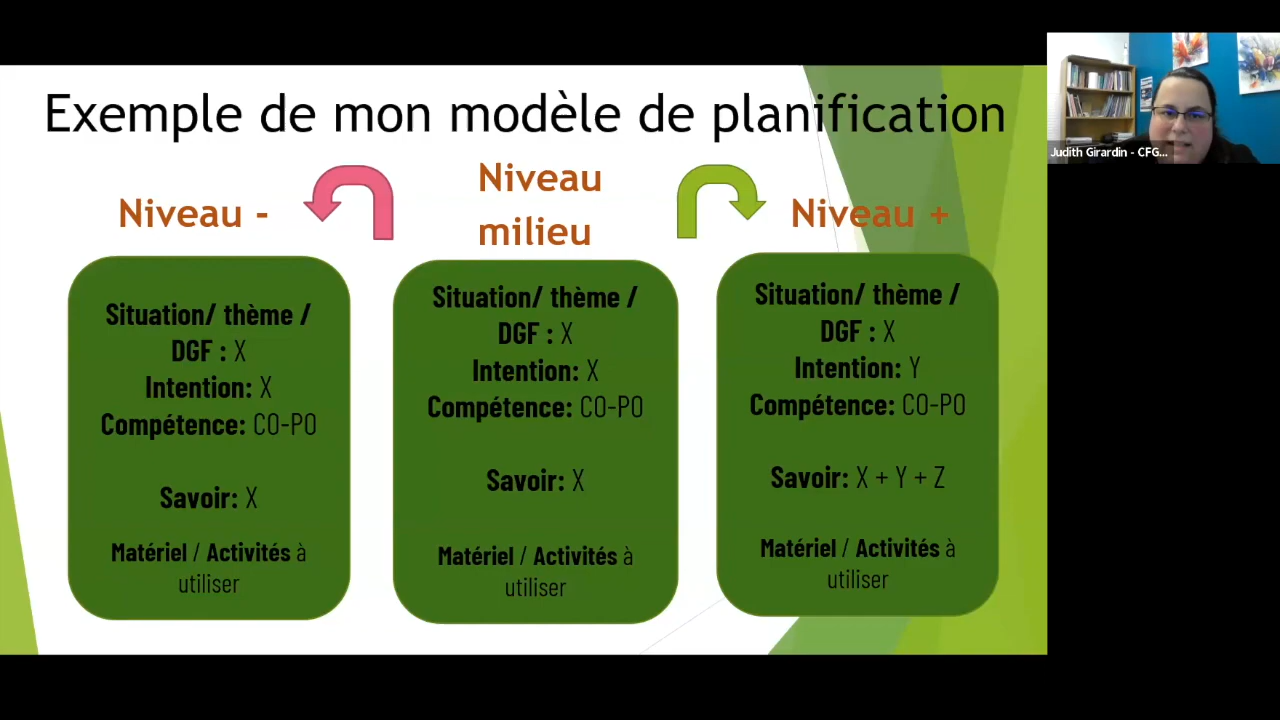 Exemple de mon modèle de planification
Niveau -
Niveau
milieu
Niveau +
Situation/ thème /
DGF : X
Intention: X
Compétence: CO-PO
Savoir: X
Matériel / Activités à
utiliser
Situation/ thème /
DGF : X
Intention: X
Compétence: CO-PO
Savoir: X
Matériel / Activités à
utiliser
Situation/ thème /
DGF : X
Intention: Y
Compétence: CO-PO
Savoir: X + Y + Z
Matériel / Activités à
utiliser
Judith Girardin - CFG...